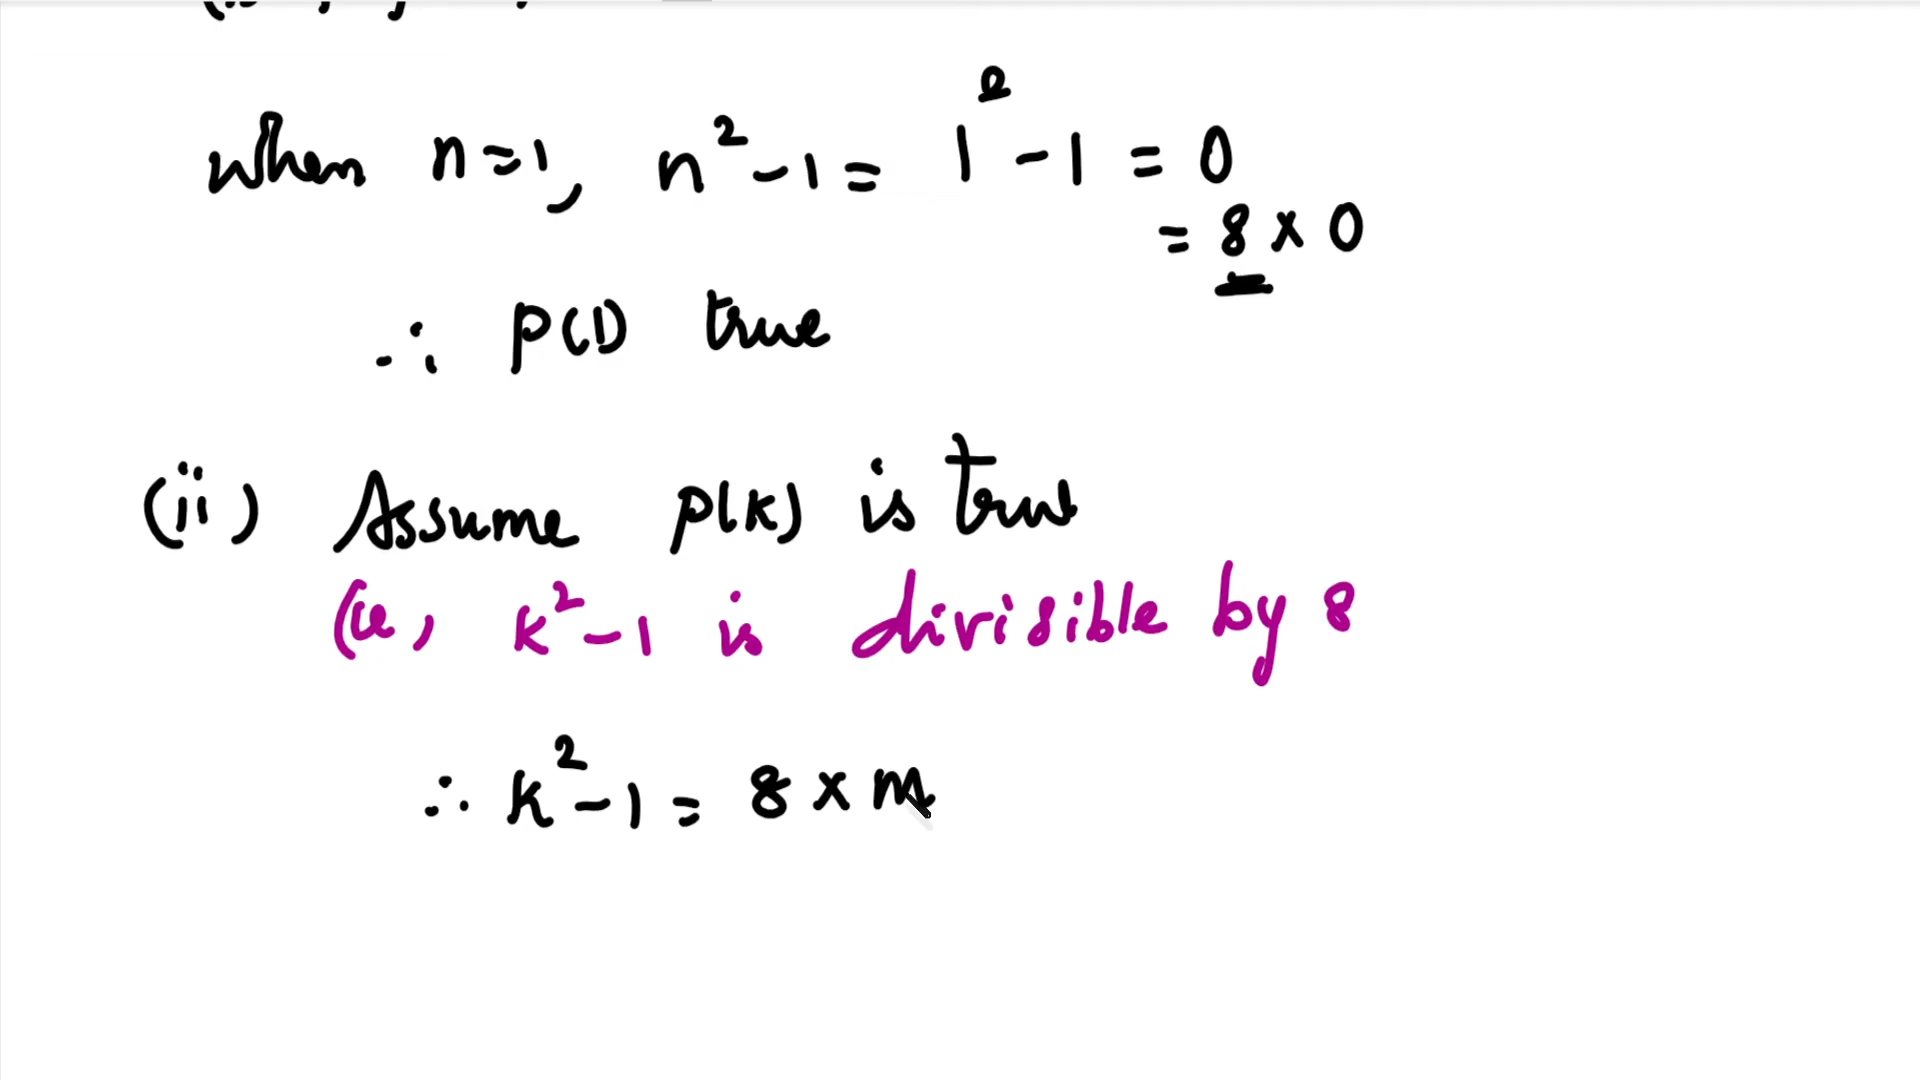 when n=1, n²-1 = 1²-1 = 0
= 8 × 0
∴ P(1) true
(ii) Assume P(k) is true
(ie, k²-1 is divisible by 8
∴ k²-1 = 8 × m